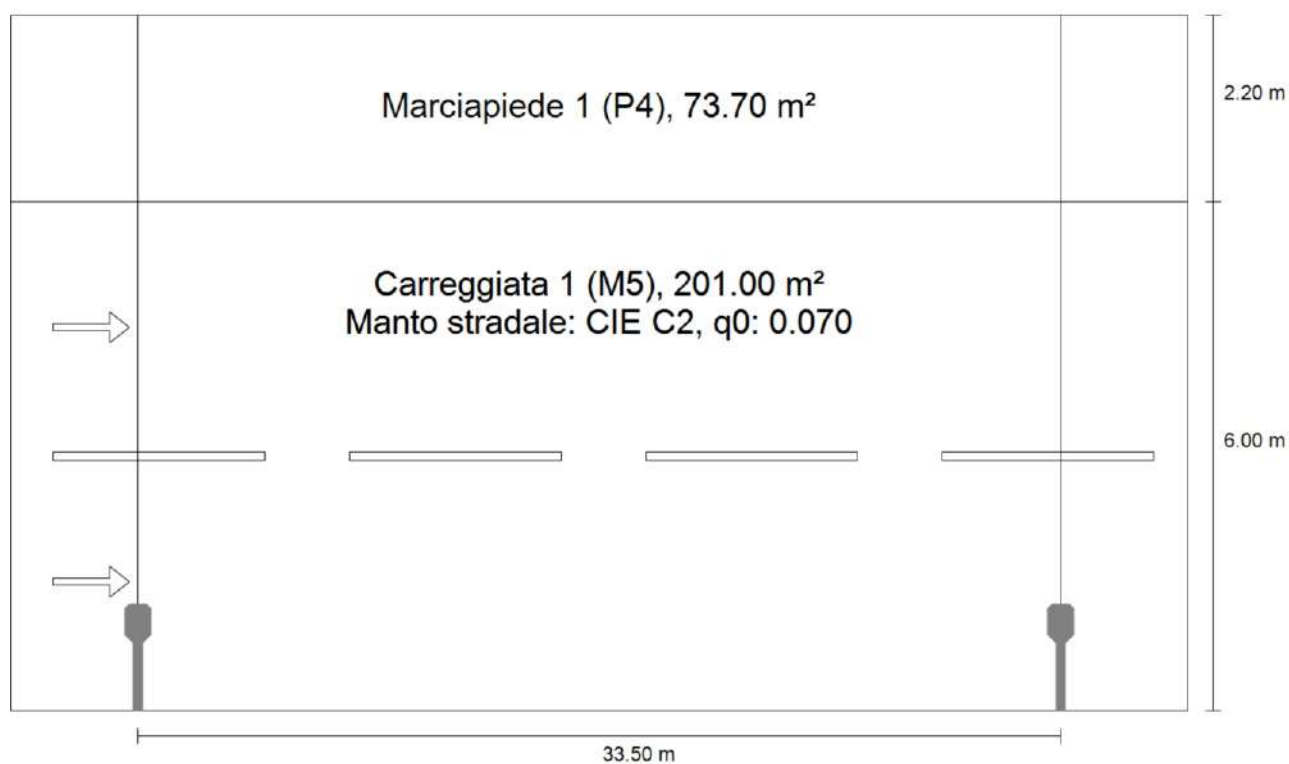 Marciapiede 1 (P4), 73.70 m²
2.20 m
Carreggiata 1 (M5), 201.00 m²
Manto stradale: CIE C2, q0: 0.070
6.00 m
33.50 m